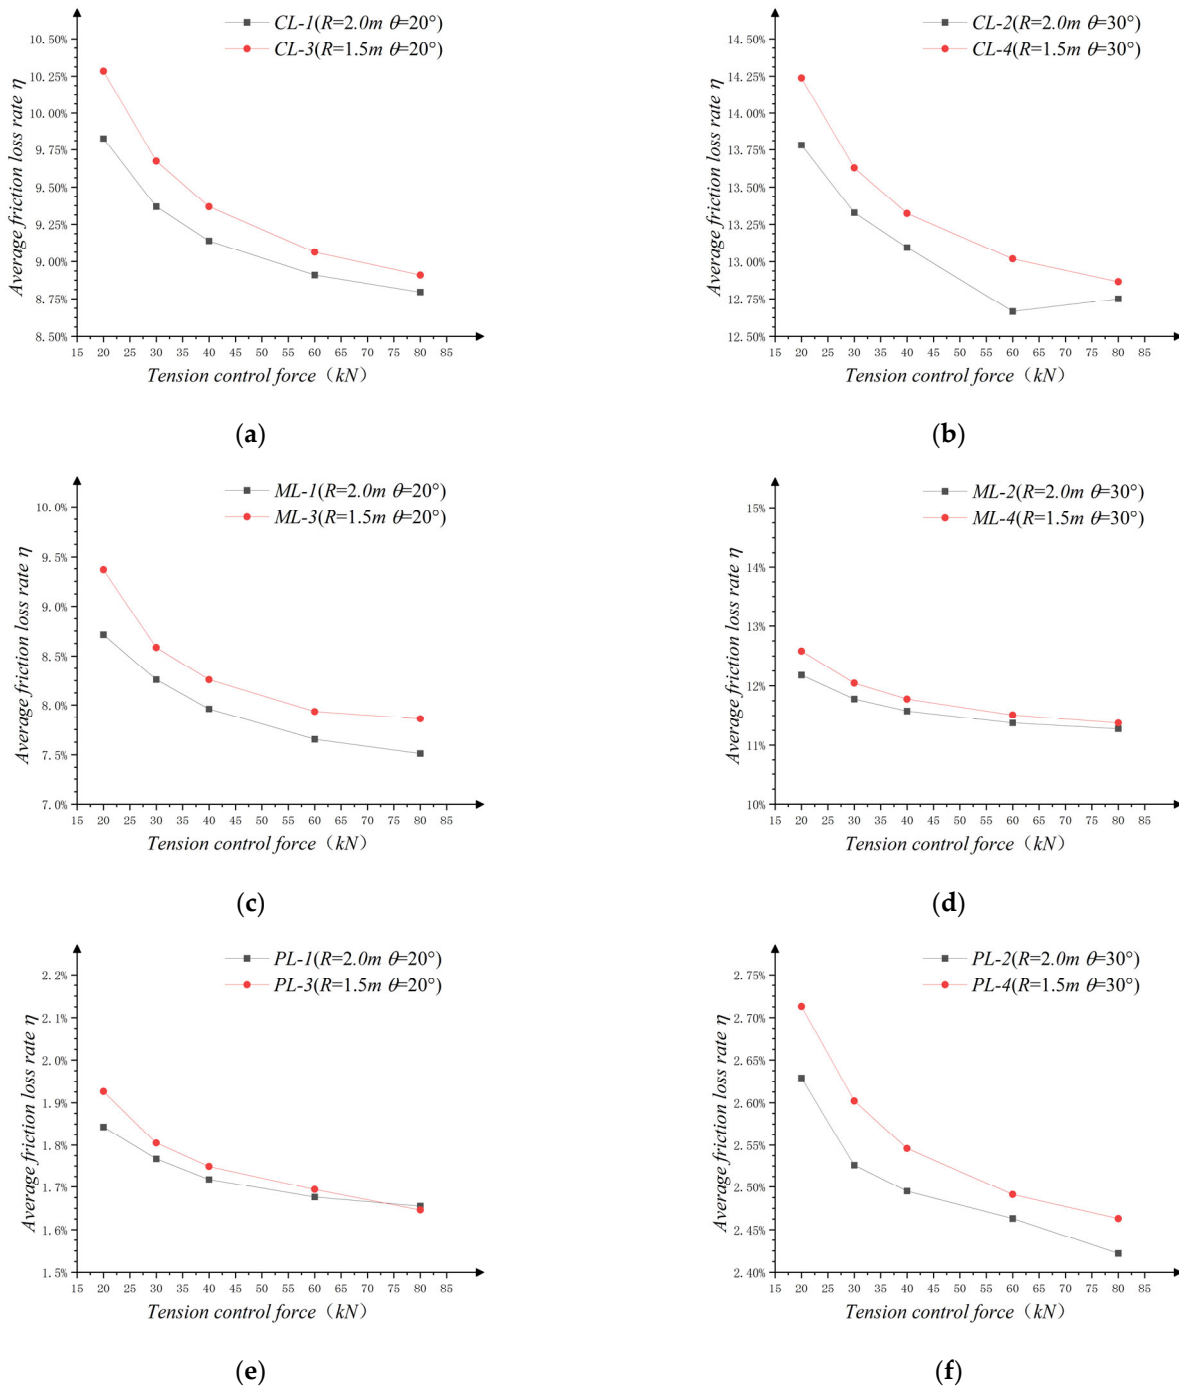 CL-1(R=2.0m θ=20°)
CL-3(R=1.5m θ=20°)
Average friction loss rate η
10.50%
10.25%
10.00%
9.75%
9.50%
9.25%
9.00%
8.75%
8.50%
15 20 25 30 35 40 45 50 55 60 65 70 75 80 85
Tension control force（kN）
(a)
CL-2(R=2.0m θ=30°)
CL-4(R=1.5m θ=30°)
Average friction loss rate η
14.50%
14.25%
14.00%
13.75%
13.50%
13.25%
13.00%
12.75%
12.50%
15 20 25 30 35 40 45 50 55 60 65 70 75 80 85
Tension control force（kN）
(b)
ML-1(R=2.0m θ=20°)
ML-3(R=1.5m θ=20°)
Average friction loss rate η
10.0%
9.5%
9.0%
8.5%
8.0%
7.5%
7.0%
15 20 25 30 35 40 45 50 55 60 65 70 75 80 85
Tension control force（kN）
(c)
ML-2(R=2.0m θ=30°)
ML-4(R=1.5m θ=30°)
Average friction loss rate η
15%
14%
13%
12%
11%
10%
15 20 25 30 35 40 45 50 55 60 65 70 75 80 85
Tension control force（kN）
(d)
PL-1(R=2.0m θ=20°)
PL-3(R=1.5m θ=20°)
Average friction loss rate η
2.2%
2.1%
2.0%
1.9%
1.8%
1.7%
1.6%
1.5%
15 20 25 30 35 40 45 50 55 60 65 70 75 80 85
Tension control force（kN）
(e)
PL-2(R=2.0m θ=30°)
PL-4(R=1.5m θ=30°)
Average friction loss rate η
2.75%
2.70%
2.65%
2.60%
2.55%
2.50%
2.45%
2.40%
15 20 25 30 35 40 45 50 55 60 65 70 75 80 85
Tension control force（kN）
(f)